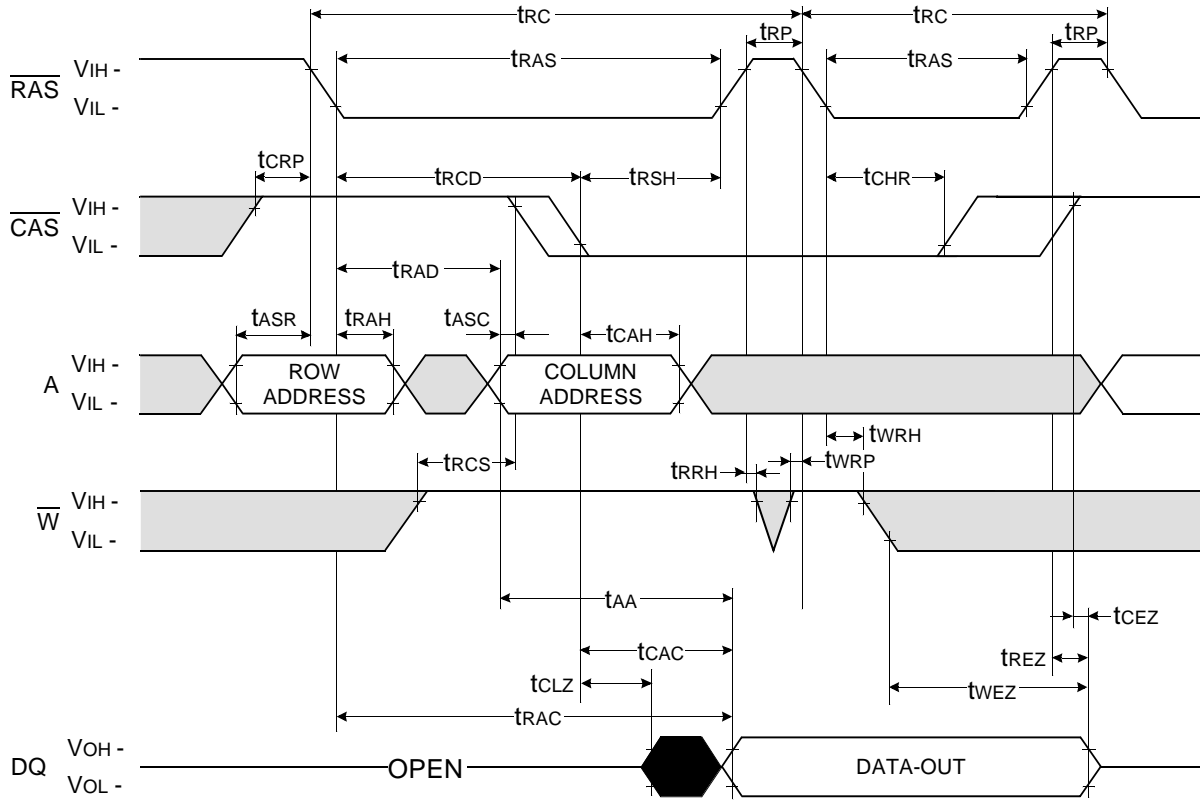 tRC tRC
tRP tRP
tRAS tRAS
RAS VIH -
VIL -
tCRP tRCD tRSH tCHR
CAS VIH -
VIL -
tRAD
tASR tRAH tASC tCAH
A VIH -
VIL -
ROW
ADDRESS
COLUMN
ADDRESS
tWRH
tRCS tRRH tWRP
W VIH -
VIL -
tAA
tCEZ
tCAC tREZ
tCLZ tWEZ
tRAC
DQ VOH -
VOL -
OPEN DATA-OUT